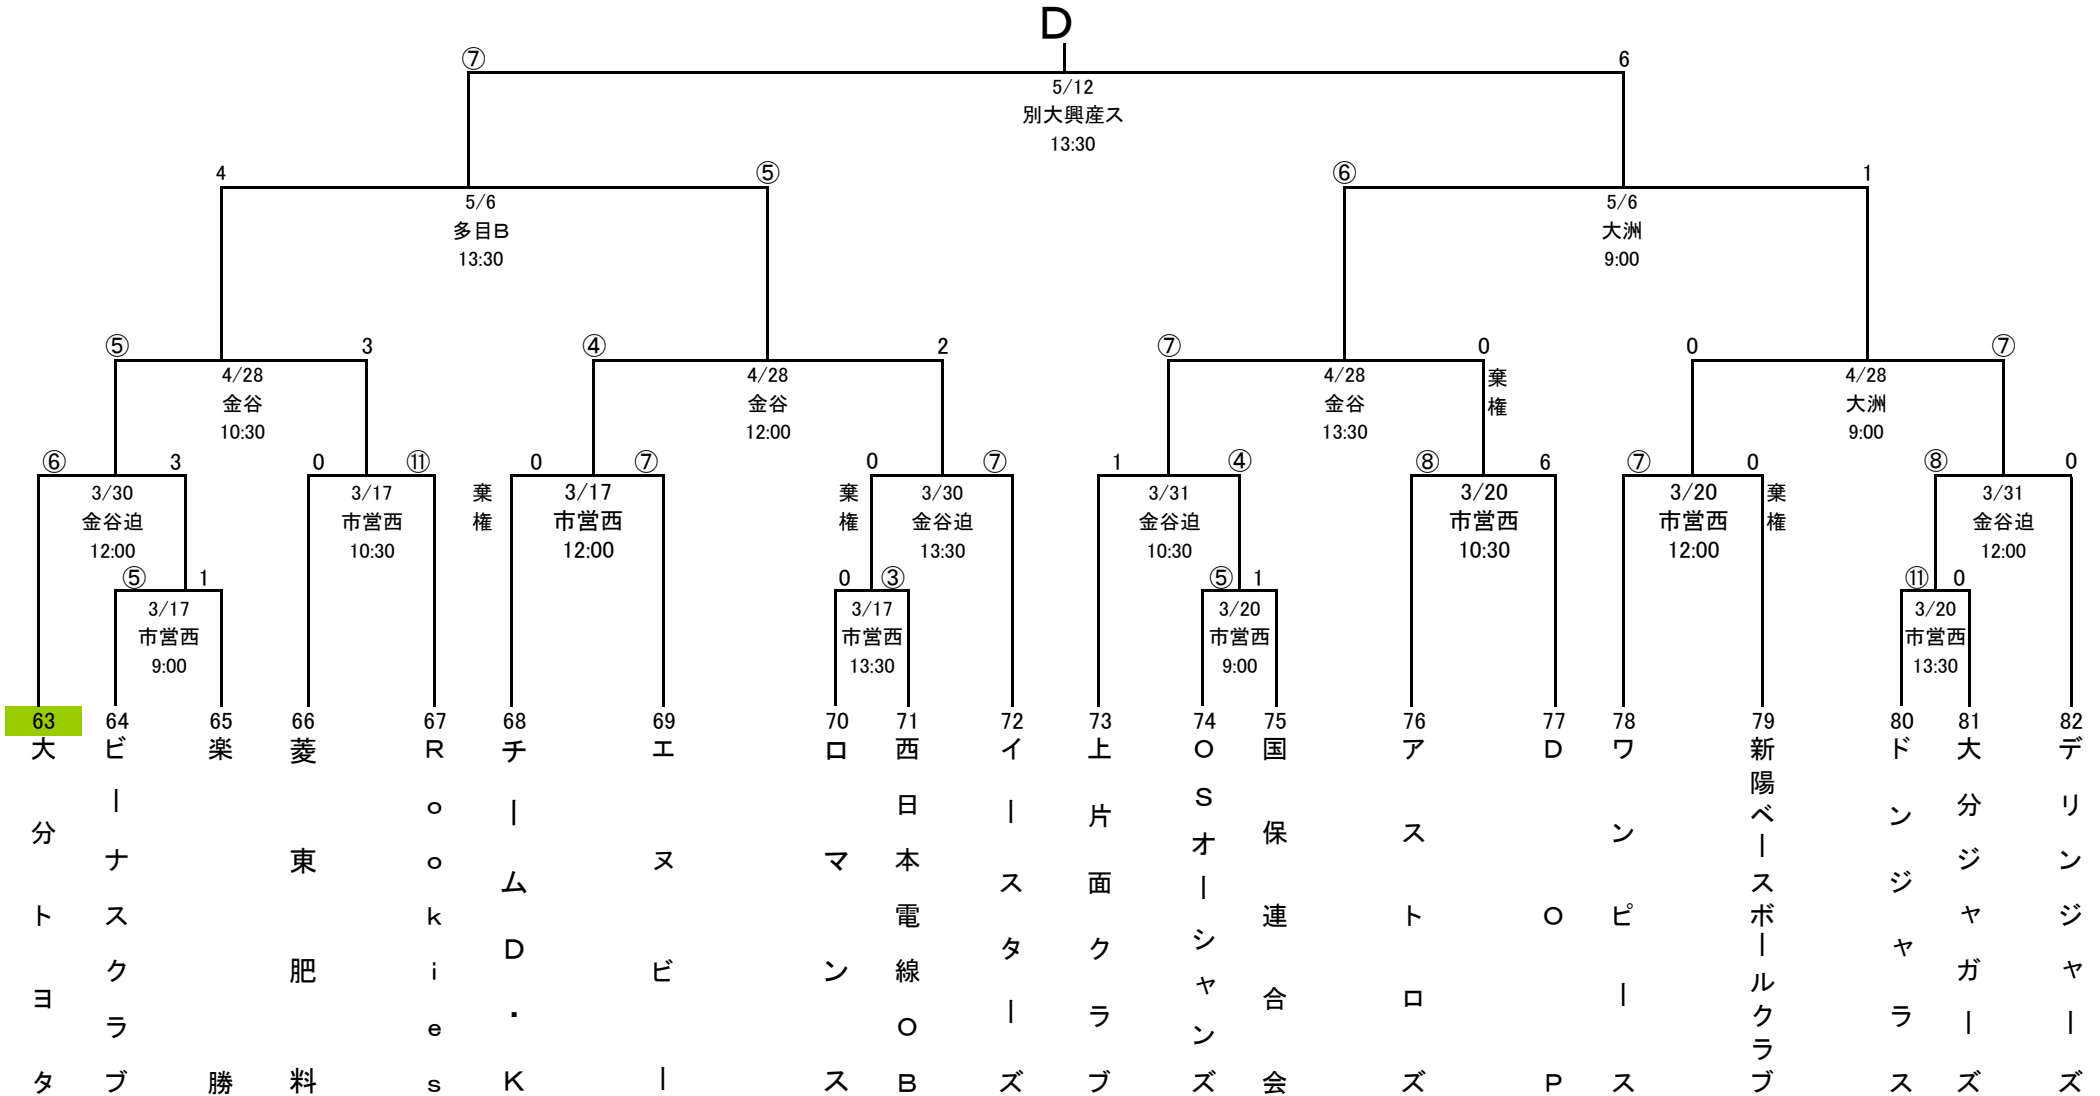 D
⑦ 6
5/12
別大興産ス
13:30
4 ⑤ ⑥ 1
5/6 5/6
多目B 大洲
13:30 9:00
⑤ 3 ④ 2 ⑦ 0 0 ⑦
4/28 4/28 4/28 棄権 4/28
金谷 金谷 金谷 大洲
10:30 12:00 13:30 9:00
⑥ 3 0 ⑪ 0 ⑦ 0 ⑦ 1 ④ ⑧ 6 ⑦ 0 ⑧ 0
3/30 3/17 棄権 3/17 棄権 3/30 3/31 3/20 3/20 棄権 3/31
金谷迫 市営西 市営西 金谷迫 金谷迫 市営西 市営西 金谷迫
12:00 10:30 12:00 13:30 10:30 10:30 12:00 12:00
⑤ 1 0 ③ ⑤ 1 ⑪ 0
3/17 3/17 3/20 3/20
市営西 市営西 市営西 市営西
9:00 13:30 9:00 13:30
63 大分トヨタ
64 ビーナスクラブ
65 楽勝
66 菱東肥料
67 Rookies
68 チームD・K
69 エヌビー
70 ロマンス
71 西日本電線OB
72 イースターズ
73 上片面クラブ
74 OSオーシャンズ
75 国保連合会
76 アストロズ
77 DOP
78 ワンピース
79 新陽ベースボールクラブ
80 ドンジャラス
81 大分ジャガーズ
82 デリンジャーズ